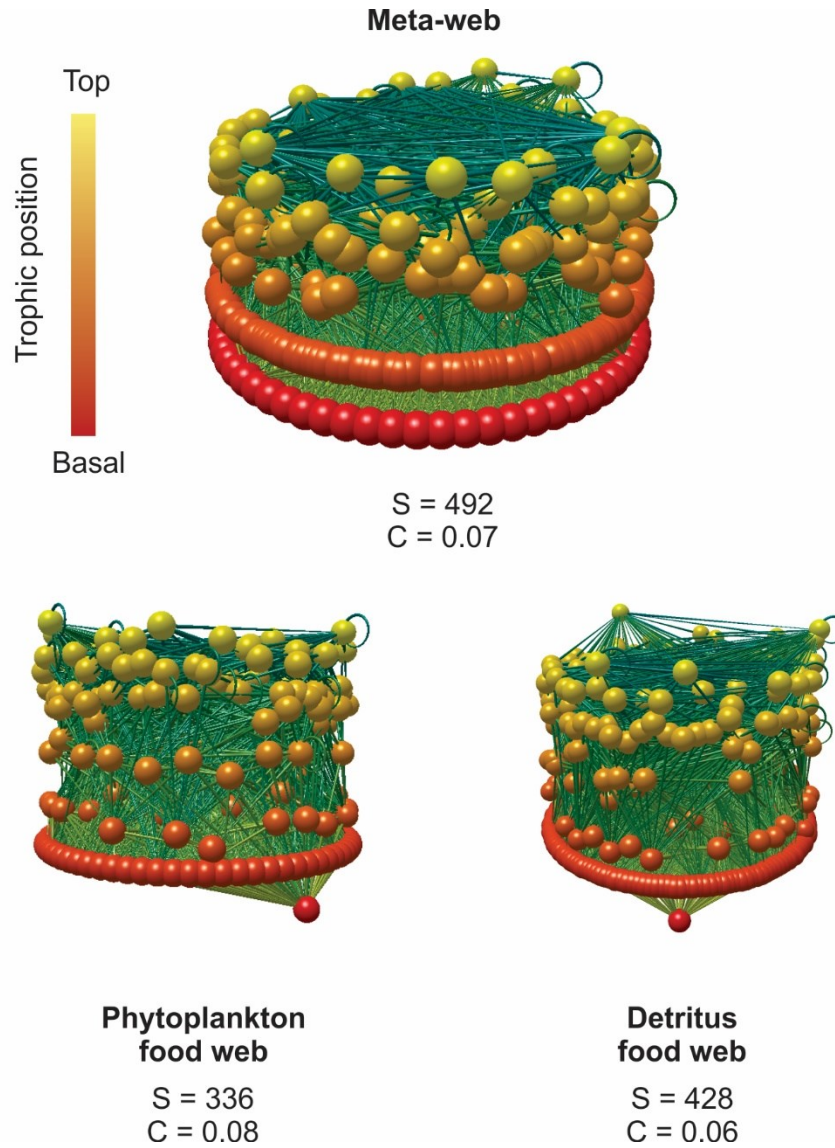 Meta-web
Top
Trophic position
Basal
S = 492
C = 0.07
Phytoplankton
food web
S = 336
C = 0.08
Detritus
food web
S = 428
C = 0.06